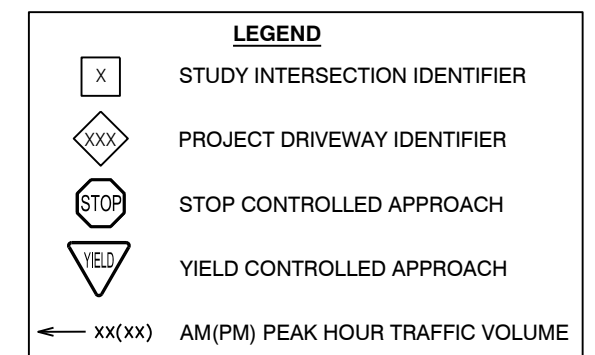 LEGEND
X STUDY INTERSECTION IDENTIFIER
XXX PROJECT DRIVEWAY IDENTIFIER
STOP STOP CONTROLLED APPROACH
YIELD YIELD CONTROLLED APPROACH
xx(xx) AM(PM) PEAK HOUR TRAFFIC VOLUME